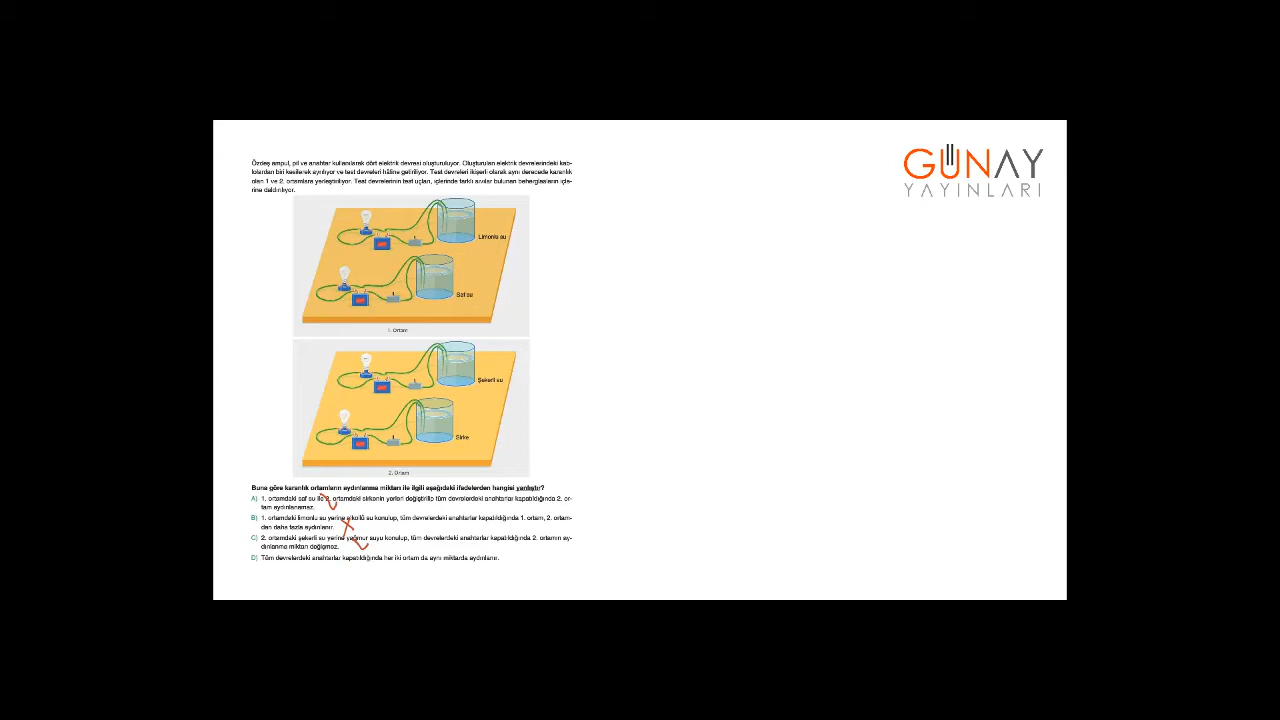 GÜNAY
YAYINLARI
Özdeş ampul, pil ve anahtar kullanılarak dört elektrik devresi oluşturuluyor. Oluşturulan elektrik devrelerindeki kab-
lolardan biri kesilerek ayrılıyor ve test devreleri hâline getiriliyor. Test devreleri ikişerli olarak aynı derecede karanlık
olan 1 ve 2. ortamlara yerleştiriliyor. Test devrelerinin test uçları, içlerinde farklı sıvılar bulunan beherglasların içle-
rine daldırılıyor.
Limonlu su
Saf su
1. Ortam
Şekerli su
Sirke
2. Ortam
Buna göre karanlık ortamların aydınlanma miktarı ile ilgili aşağıdaki ifadelerden hangisi yanlıştır?
A) 1. ortamdaki saf su ile 2. ortamdaki sirkenin yerleri değiştirilip tüm devrelerdeki anahtarlar kapatıldığında 2. or-
tam aydınlanamaz.
B) 1. ortamdaki limonlu su yerine alkollü su konulup, tüm devrelerdeki anahtarlar kapatıldığında 1. ortam, 2. ortam-
dan daha fazla aydınlanır.
C) 2. ortamdaki şekerli su yerine yağmur suyu konulup, tüm devrelerdeki anahtarlar kapatıldığında 2. ortamın ay-
dınlanma miktarı değişmez.
D) Tüm devrelerdeki anahtarlar kapatıldığında her iki ortam da aynı miktarda aydınlanır.